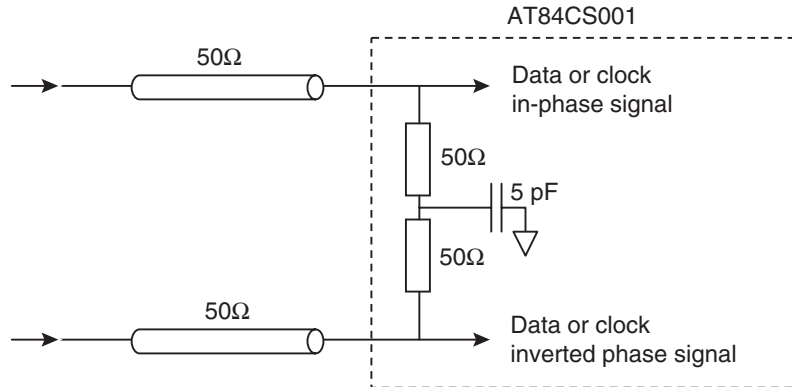 AT84CS001
50Ω
Data or clock
in-phase signal
50Ω
5 pF
50Ω
50Ω
Data or clock
inverted phase signal